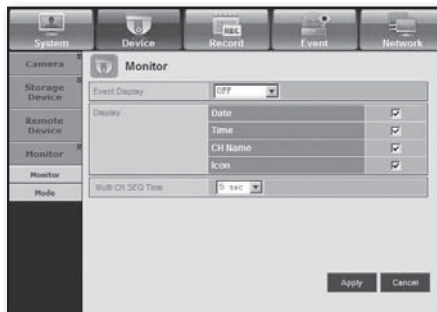 System Device Record Event Network
REC
Camera
Storage
Device
Remote
Device
Monitor
Monitor
Mode
Monitor
Event Display OFF
Display
Date
Time
CH Name
Icon
Multi CH SEQ Time 5 sec
Apply Cancel